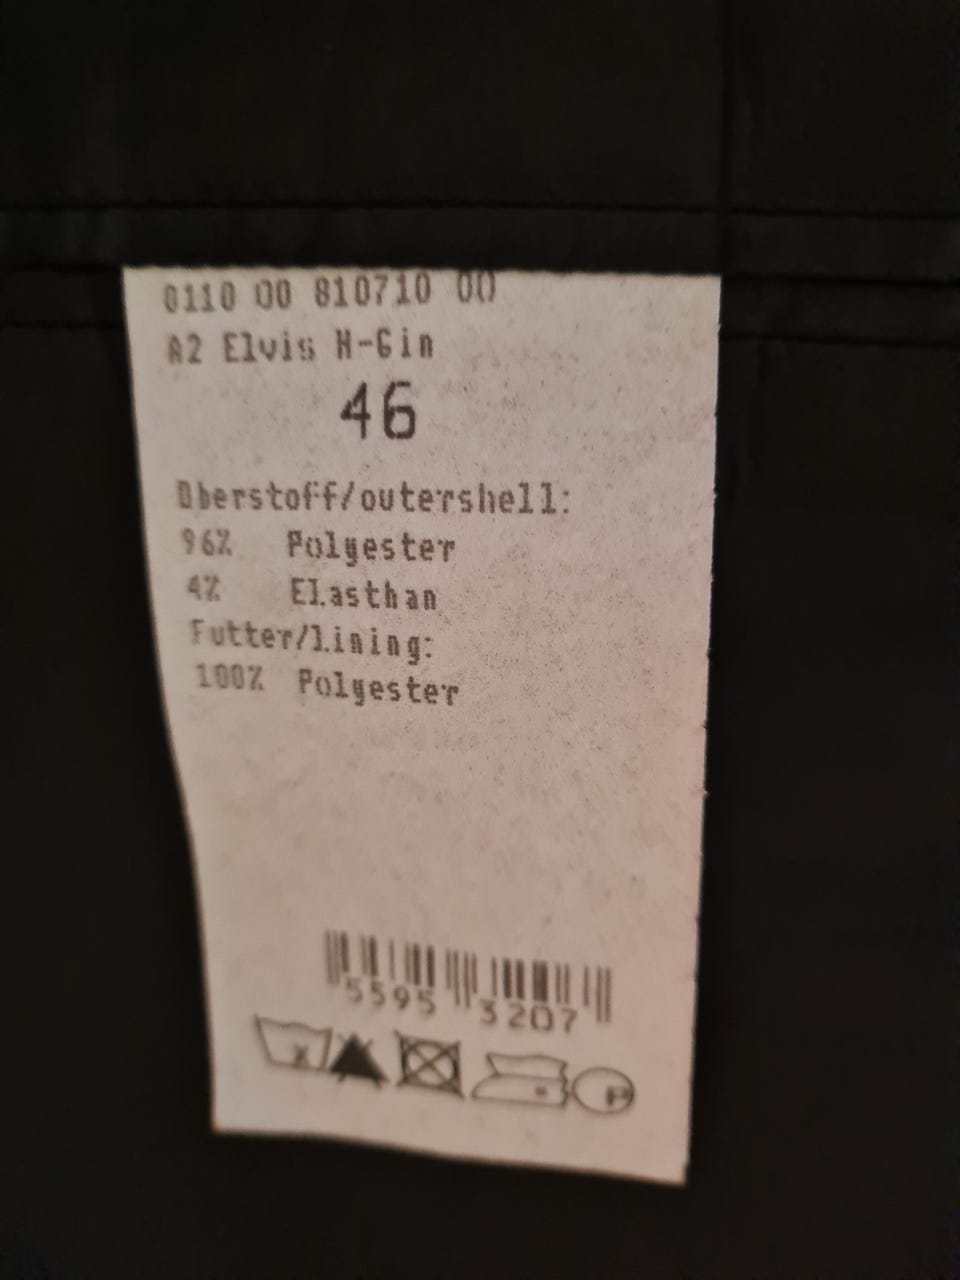 0110 00 810710 00
A2 Elvis H-Gin
46
Oberstoff/outershell:
96% Polyester
4% Elasthan
Futter/lining:
100% Polyester
5595 3207
P